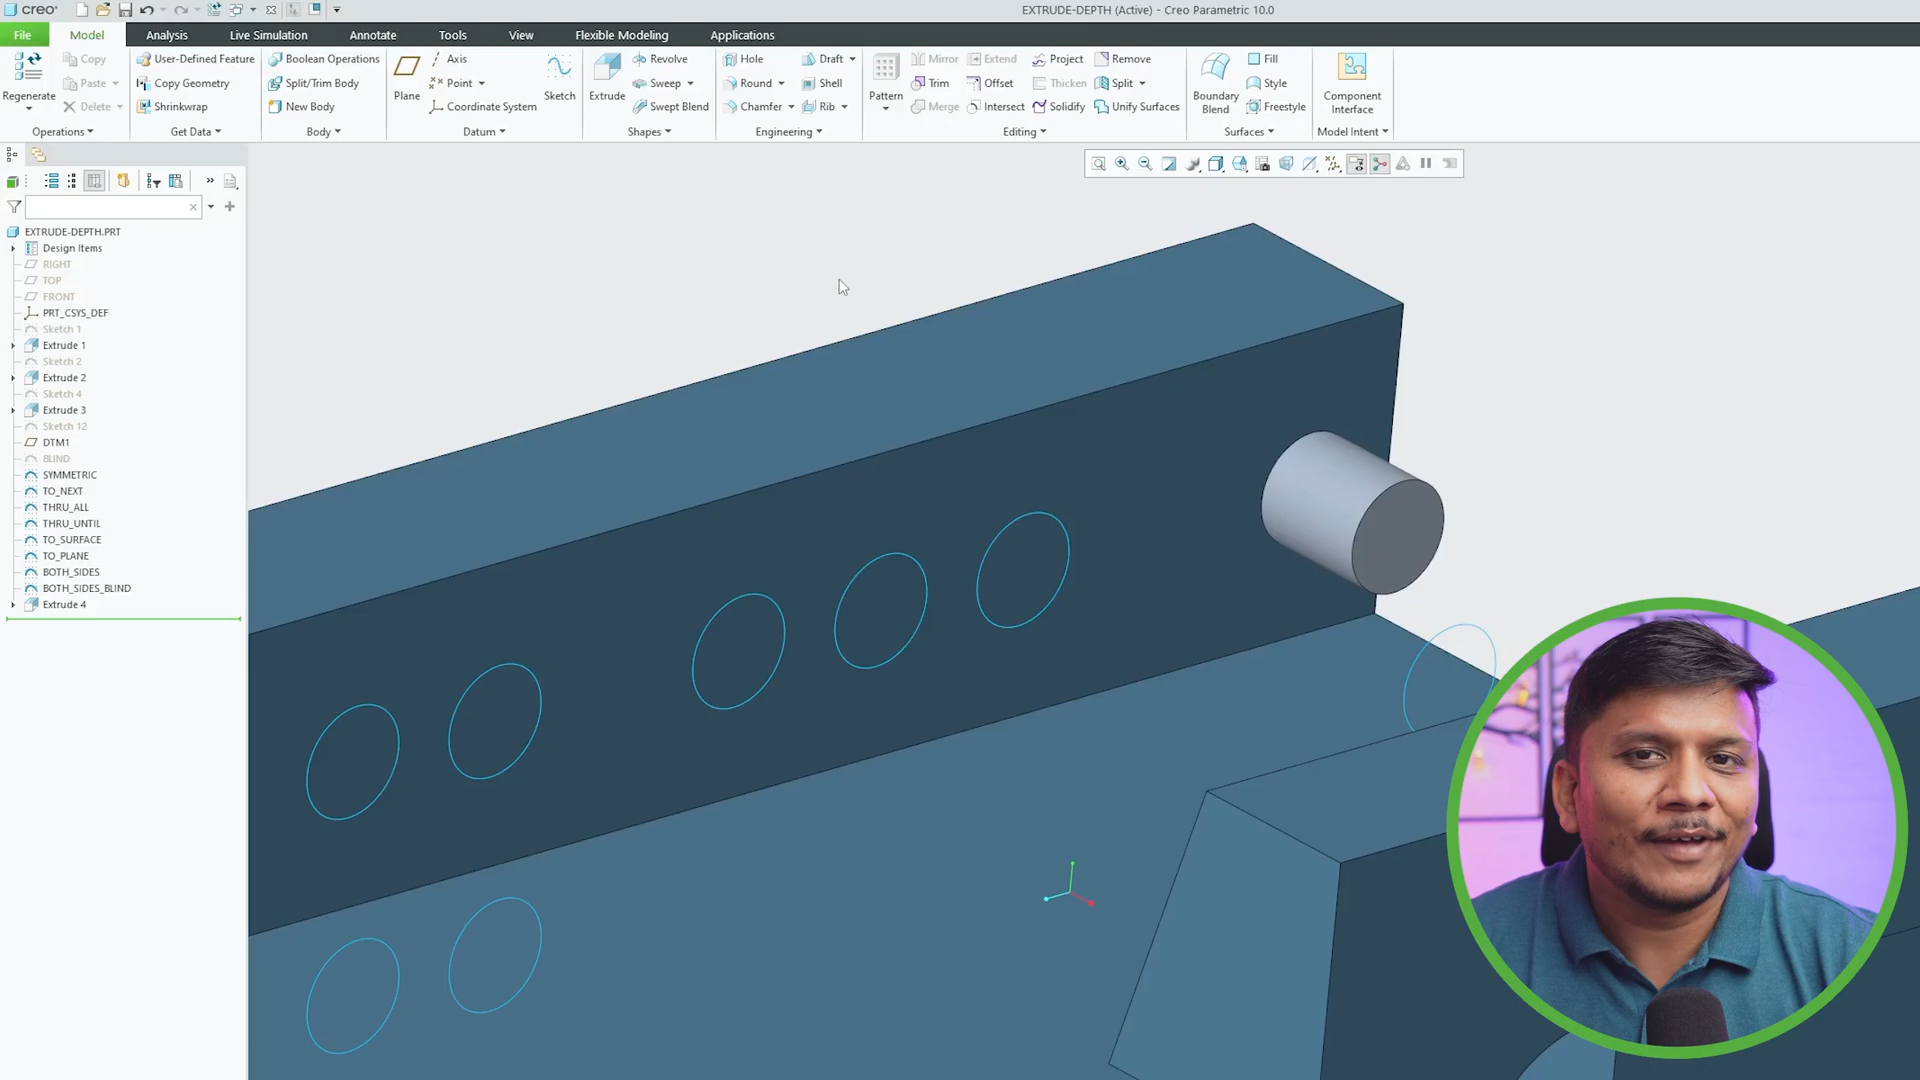 creo
EXTRUDE-DEPTH (Active) - Creo Parametric 10.0
File
Model
Analysis
Live Simulation
Annotate
Tools
View
Flexible Modeling
Applications
Regenerate
Copy
Paste
Delete
Operations
User-Defined Feature
Copy Geometry
Shrinkwrap
Get Data
Boolean Operations
Split/Trim Body
New Body
Body
Plane
Axis
Point
Coordinate System
Sketch
Datum
Extrude
Revolve
Sweep
Swept Blend
Shapes
Hole
Round
Chamfer
Draft
Shell
Rib
Engineering
Pattern
Mirror
Trim
Merge
Extend
Offset
Intersect
Project
Thicken
Solidify
Remove
Split
Unify Surfaces
Editing
Boundary
Blend
Fill
Style
Freestyle
Surfaces
Component
Interface
Model Intent
EXTRUDE-DEPTH.PRT
Design Items
RIGHT
TOP
FRONT
PRT_CSYS_DEF
Sketch 1
Extrude 1
Sketch 2
Extrude 2
Sketch 4
Extrude 3
Sketch 12
DTM1
BLIND
SYMMETRIC
TO_NEXT
THRU_ALL
THRU_UNTIL
TO_SURFACE
TO_PLANE
BOTH_SIDES
BOTH_SIDES_BLIND
Extrude 4